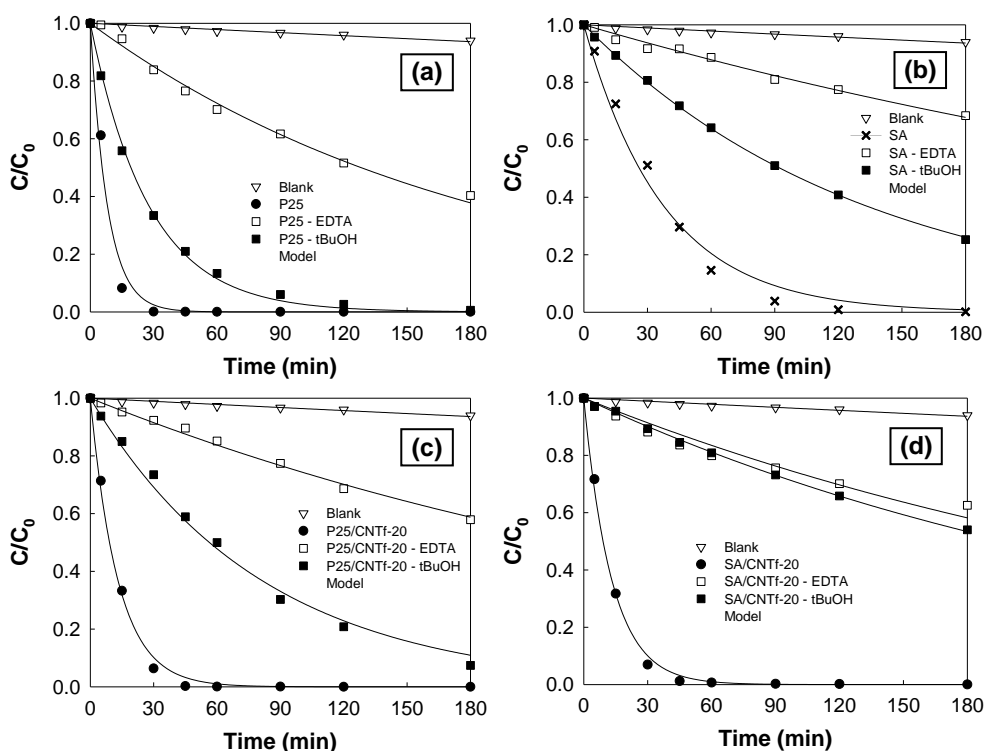 1.0
0.8
0.6
0.4
0.2
0.0
C/C0
(a)
Blank
P25
P25 - EDTA
P25 - tBuOH
Model
0 30 60 90 120 150 180
Time (min)
1.0
0.8
0.6
0.4
0.2
0.0
C/C0
(b)
Blank
SA
SA - EDTA
SA - tBuOH
Model
0 30 60 90 120 150 180
Time (min)
1.0
0.8
0.6
0.4
0.2
0.0
C/C0
(c)
Blank
P25/CNTf-20
P25/CNTf-20 - EDTA
P25/CNTf-20 - tBuOH
Model
0 30 60 90 120 150 180
Time (min)
1.0
0.8
0.6
0.4
0.2
0.0
C/C0
(d)
Blank
SA/CNTf-20
SA/CNTf-20 - EDTA
SA/CNTf-20 - tBuOH
Model
0 30 60 90 120 150 180
Time (min)